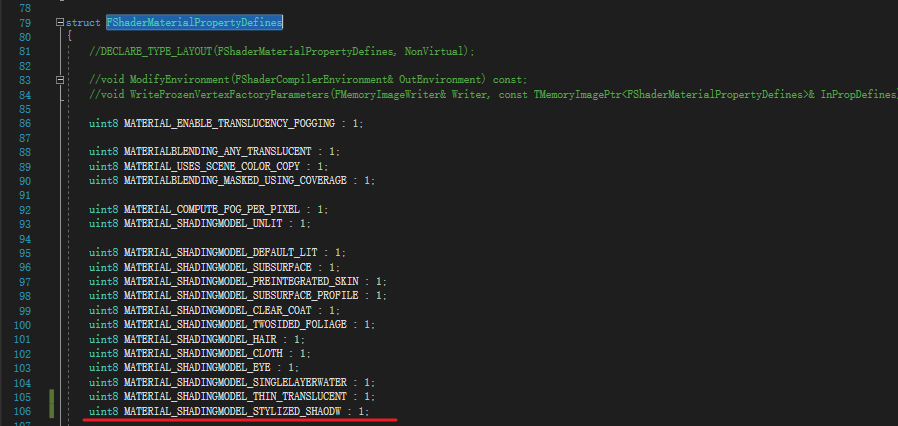 78
79 struct FShaderMaterialPropertyDefines
80 {
81 //DECLARE_TYPE_LAYOUT(FShaderMaterialPropertyDefines, NonVirtual);
82
83 //void ModifyEnvironment(FShaderCompilerEnvironment& OutEnvironment) const;
84 //void WriteFrozenVertexFactoryParameters(FMemoryImageWriter& Writer, const TMemoryImagePtr<FShaderMaterialPropertyDefines>& InPropDefines)
85
86 uint8 MATERIAL_ENABLE_TRANSLUCENCY_FOGGING : 1;
87
88 uint8 MATERIALBLENDING_ANY_TRANSLUCENT : 1;
89 uint8 MATERIAL_USES_SCENE_COLOR_COPY : 1;
90 uint8 MATERIALBLENDING_MASKED_USING_COVERAGE : 1;
91
92 uint8 MATERIAL_COMPUTE_FOG_PER_PIXEL : 1;
93 uint8 MATERIAL_SHADINGMODEL_UNLIT : 1;
94
95 uint8 MATERIAL_SHADINGMODEL_DEFAULT_LIT : 1;
96 uint8 MATERIAL_SHADINGMODEL_SUBSURFACE : 1;
97 uint8 MATERIAL_SHADINGMODEL_PREINTEGRATED_SKIN : 1;
98 uint8 MATERIAL_SHADINGMODEL_SUBSURFACE_PROFILE : 1;
99 uint8 MATERIAL_SHADINGMODEL_CLEAR_COAT : 1;
100 uint8 MATERIAL_SHADINGMODEL_TWOSIDED_FOLIAGE : 1;
101 uint8 MATERIAL_SHADINGMODEL_HAIR : 1;
102 uint8 MATERIAL_SHADINGMODEL_CLOTH : 1;
103 uint8 MATERIAL_SHADINGMODEL_EYE : 1;
104 uint8 MATERIAL_SHADINGMODEL_SINGLELAYERWATER : 1;
105 uint8 MATERIAL_SHADINGMODEL_THIN_TRANSLUCENT : 1;
106 uint8 MATERIAL_SHADINGMODEL_STYLIZED_SHAODW : 1;
107